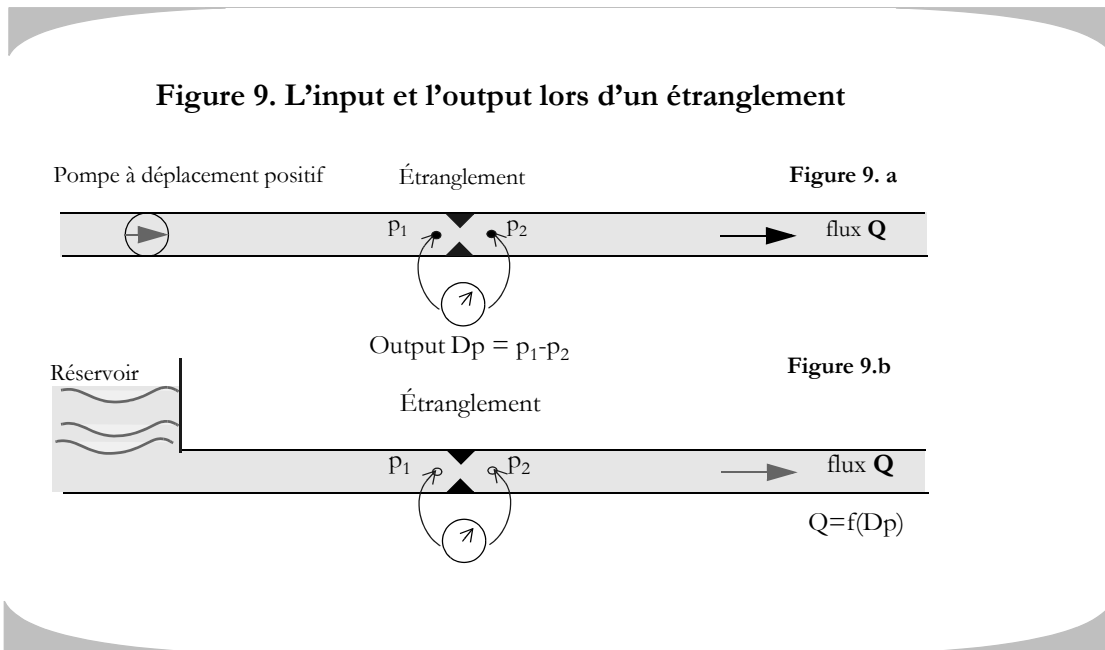 Figure 9. L'input et l'output lors d'un étranglement
Pompe à déplacement positif
Étranglement
Figure 9. a
p₁
p₂
flux Q
Output Dp = p₁-p₂
Réservoir
Figure 9.b
Étranglement
p₁
p₂
flux Q
Q=f(Dp)